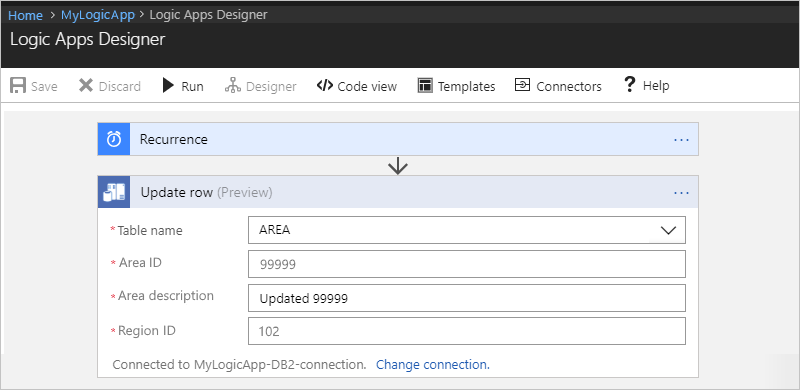 Home > MyLogicApp > Logic Apps Designer
Logic Apps Designer
Save Discard Run Designer Code view Templates Connectors Help
Recurrence ...
Update row (Preview) ...
* Table name AREA
* Area ID 99999
* Area description Updated 99999
* Region ID 102
Connected to MyLogicApp-DB2-connection. Change connection.